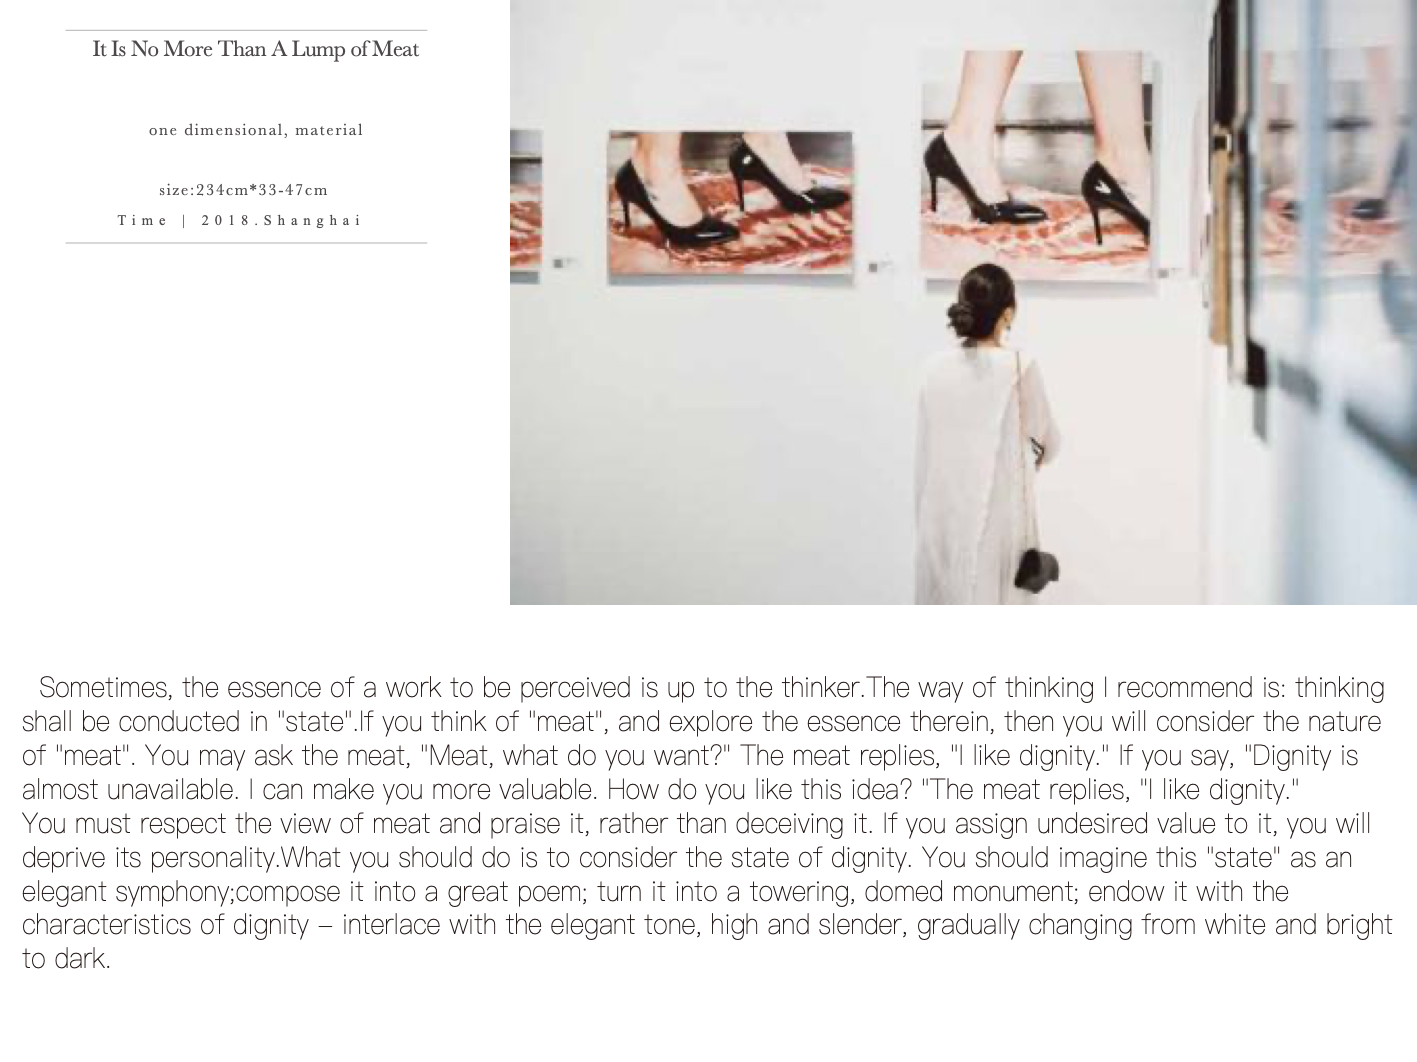 It Is No More Than A Lump of Meat
one dimensional, material
size:234cm*33-47cm
Time | 2018.Shanghai
Sometimes, the essence of a work to be perceived is up to the thinker.The way of thinking I recommend is: thinking
shall be conducted in "state".If you think of "meat", and explore the essence therein, then you will consider the nature
of "meat". You may ask the meat, "Meat, what do you want?" The meat replies, "I like dignity." If you say, "Dignity is
almost unavailable. I can make you more valuable. How do you like this idea? "The meat replies, "I like dignity."
You must respect the view of meat and praise it, rather than deceiving it. If you assign undesired value to it, you will
deprive its personality.What you should do is to consider the state of dignity. You should imagine this "state" as an
elegant symphony;compose it into a great poem; turn it into a towering, domed monument; endow it with the
characteristics of dignity – interlace with the elegant tone, high and slender, gradually changing from white and bright
to dark.